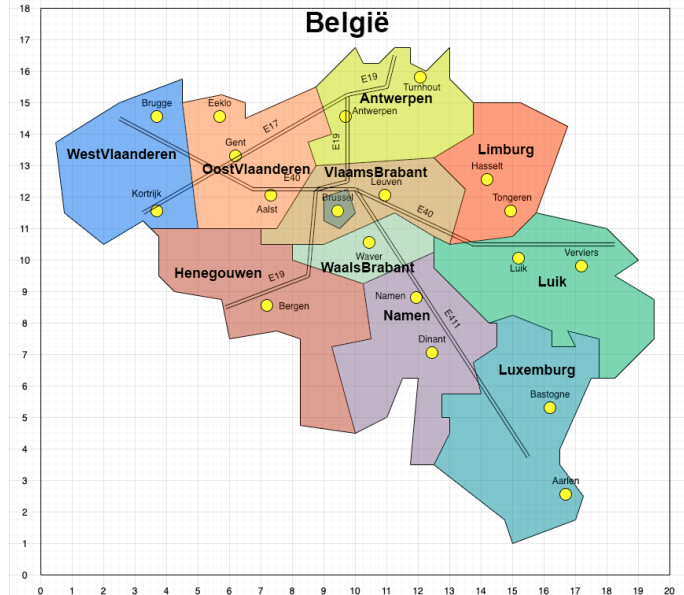 België
18
17
16
15
14
13
12
11
10
9
8
7
6
5
4
3
2
1
0
E19
Turnhout
Antwerpen
Brugge
Eeklo
Antwerpen
E17
E19
Gent
WestVlaanderen
OostVlaanderen
Limburg
Hasselt
VlaamsBrabant
E40
Leuven
Kortrijk
Aalst
Brussel
Tongeren
E40
Waver
WaalsBrabant
Luik
Verviers
Henegouwen
E19
Luik
Namen
Bergen
Namen
E411
Dinant
Luxemburg
Bastogne
Aarlen
0 1 2 3 4 5 6 7 8 9 10 11 12 13 14 15 16 17 18 19 20